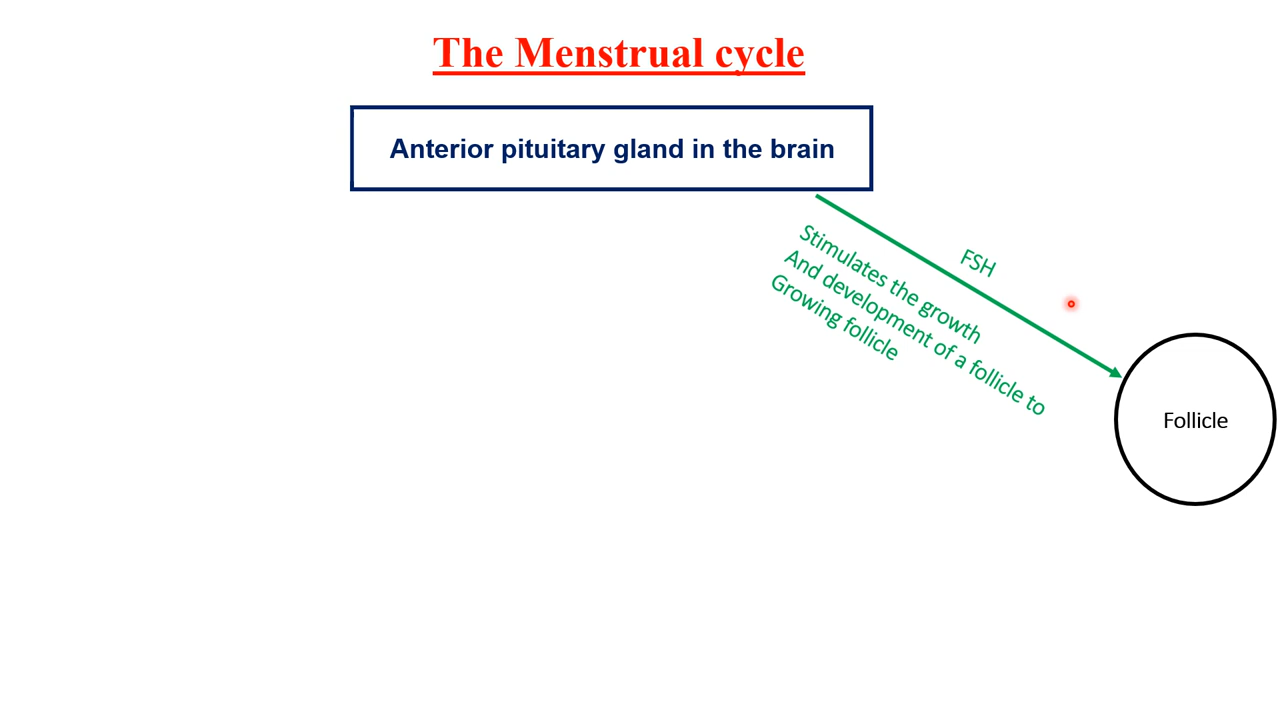 The Menstrual cycle
Anterior pituitary gland in the brain
FSH
Stimulates the growth
And development of a follicle to
Growing follicle
Follicle